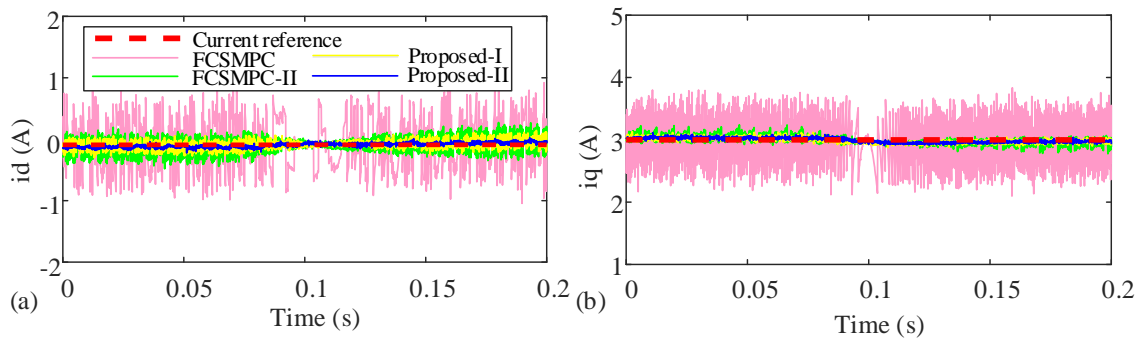 2
Current reference
FCSMPC
Proposed-I
FCSMPC-II
Proposed-II
1
0
-1
-2
id (A)
0
0.05
0.1
0.15
0.2
(a)
Time (s)
5
4
3
2
1
iq (A)
0
0.05
0.1
0.15
0.2
(b)
Time (s)